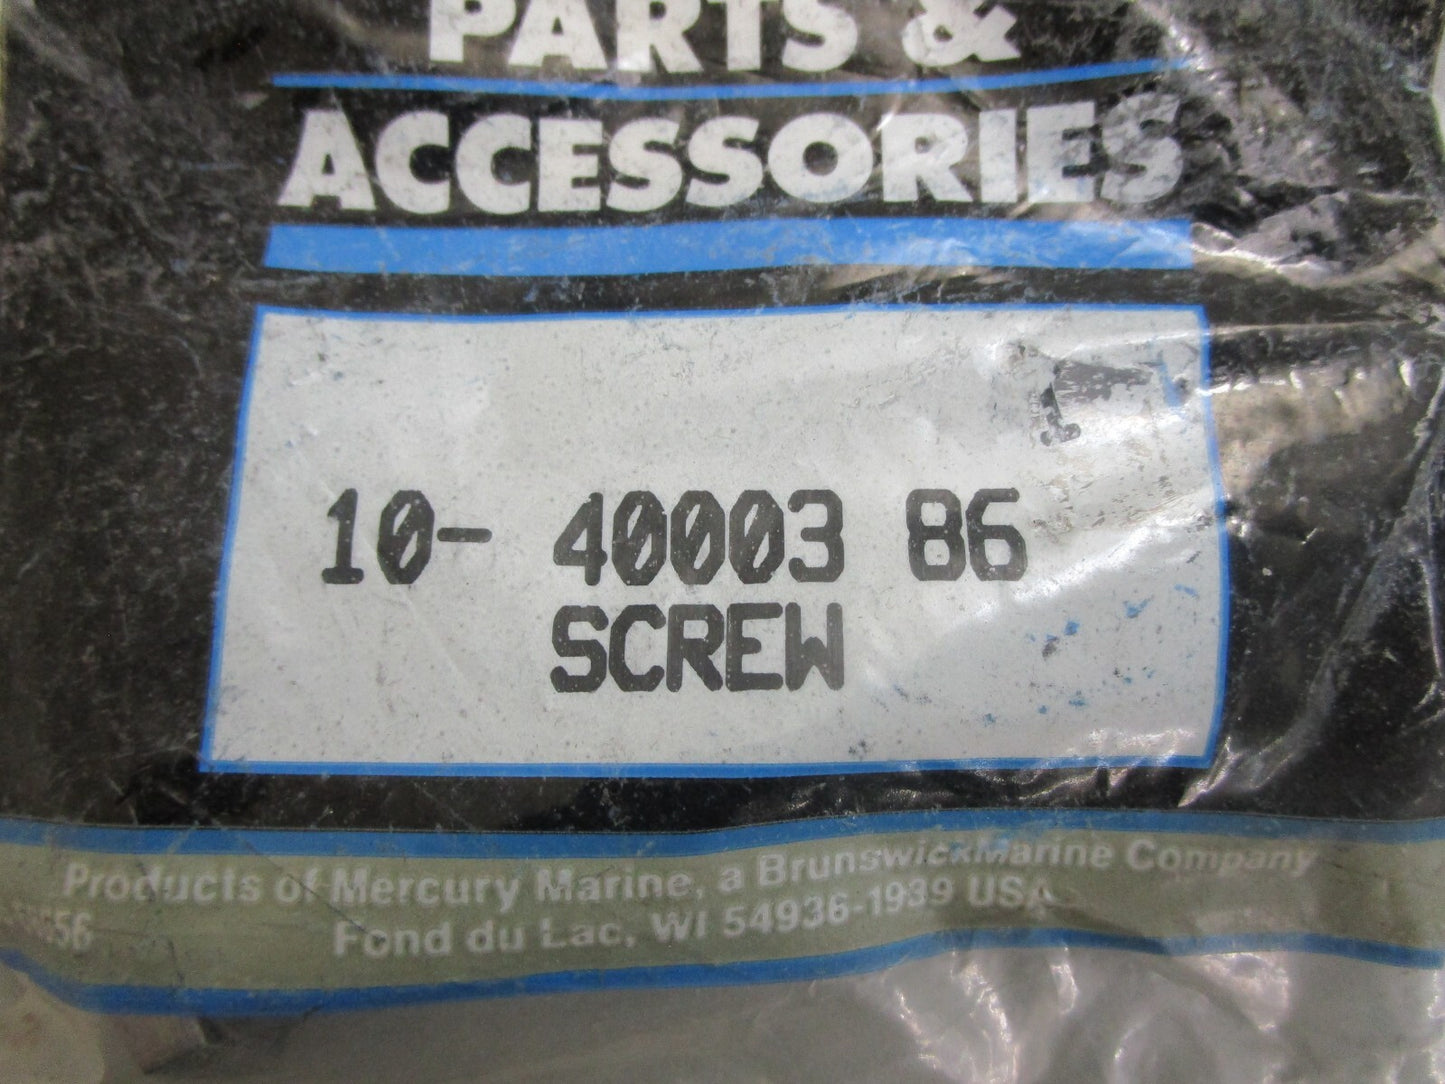 PARTS &
ACCESSORIES
1
10- 40003 86
SCREW
Products of Mercury Marine, a Brunswick Marine Company
Fond du Lac, WI 54936-1939 USA